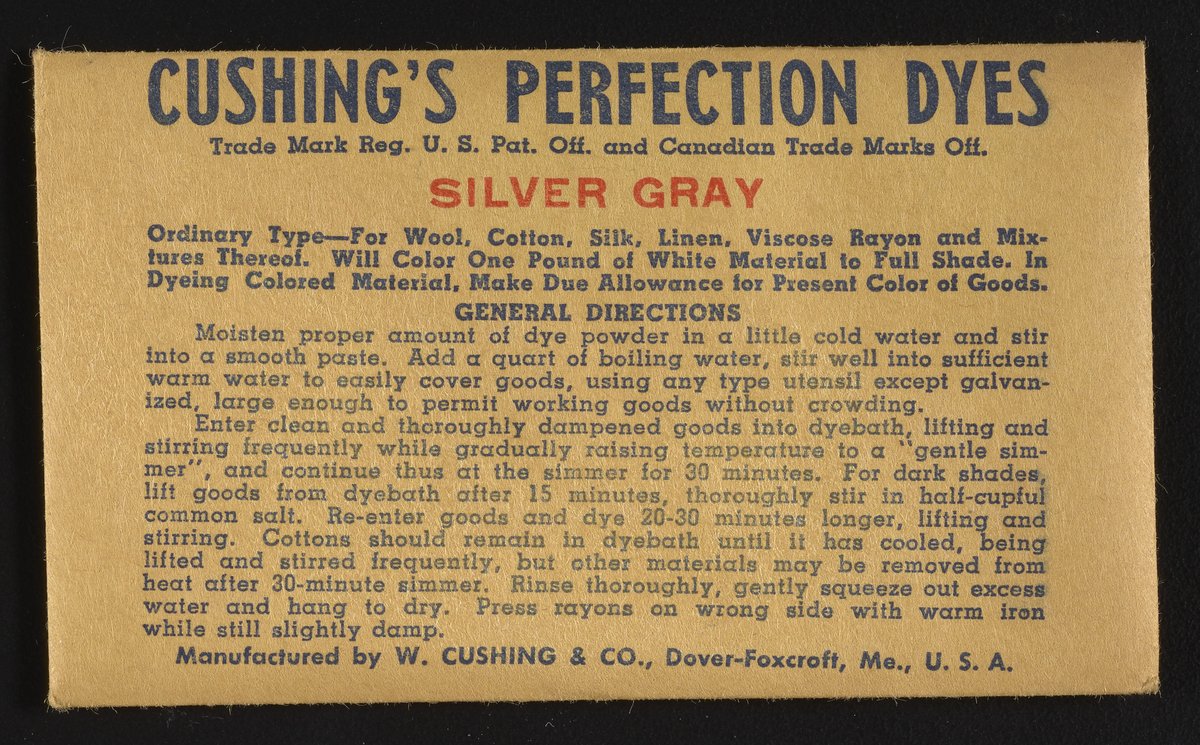 CUSHING'S PERFECTION DYES
Trade Mark Reg. U. S. Pat. Off. and Canadian Trade Marks Off.
SILVER GRAY
Ordinary Type—For Wool, Cotton, Silk, Linen, Viscose Rayon and Mix-
tures Thereof. Will Color One Pound of White Material to Full Shade. In
Dyeing Colored Material, Make Due Allowance for Present Color of Goods.
GENERAL DIRECTIONS
Moisten proper amount of dye powder in a little cold water and stir
into a smooth paste. Add a quart of boiling water, stir well into sufficient
warm water to easily cover goods, using any type utensil except galvan-
ized, large enough to permit working goods without crowding.
Enter clean and thoroughly dampened goods into dyebath, lifting and
stirring frequently while gradually raising temperature to a "gentle sim-
mer", and continue thus at the simmer for 30 minutes. For dark shades,
lift goods from dyebath after 15 minutes, thoroughly stir in half-cupful
common salt. Re-enter goods and dye 20-30 minutes longer, lifting and
stirring. Cottons should remain in dyebath until it has cooled, being
lifted and stirred frequently, but other materials may be removed from
heat after 30-minute simmer. Rinse thoroughly, gently squeeze out excess
water and hang to dry. Press rayons on wrong side with warm iron
while still slightly damp.
Manufactured by W. CUSHING & CO., Dover-Foxcroft, Me., U. S. A.